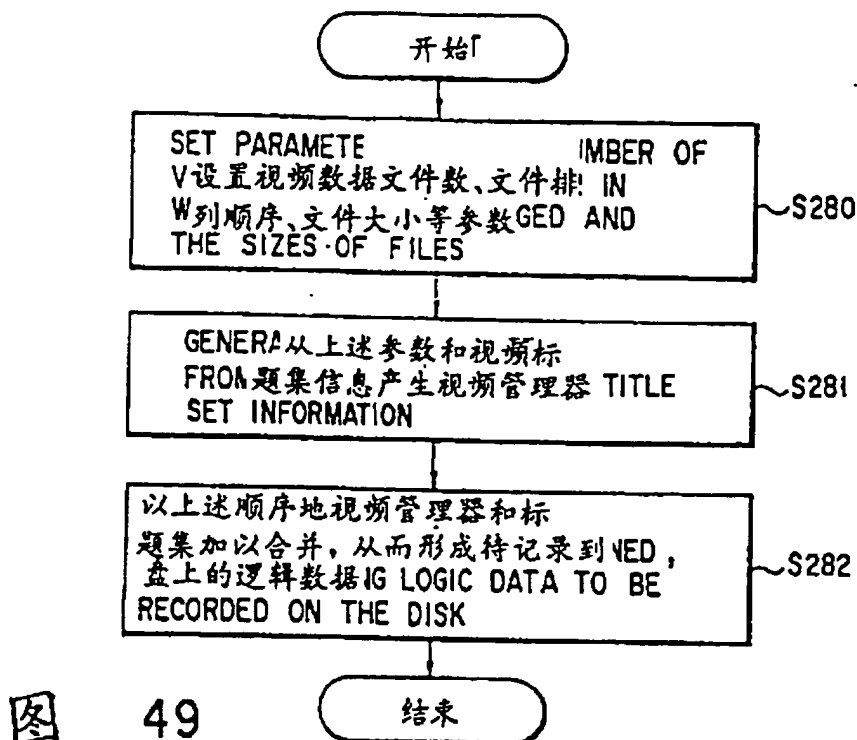 开始
SET PARAMETE IMBER OF
V设置视频数据文件数、文件排 IN
W列顺序、文件大小等参数GED AND
THE SIZES OF FILES
S280
GENERA从上述参数和视频标
FROM题集信息产生视频管理器 TITLE
SET INFORMATION
S281
以上述顺序地视频管理器和标
题集加以合并，从而形成待记录到NED,
盘上的逻辑数据IG LOGIC DATA TO BE
RECORDED ON THE DISK
S282
结束
图 49